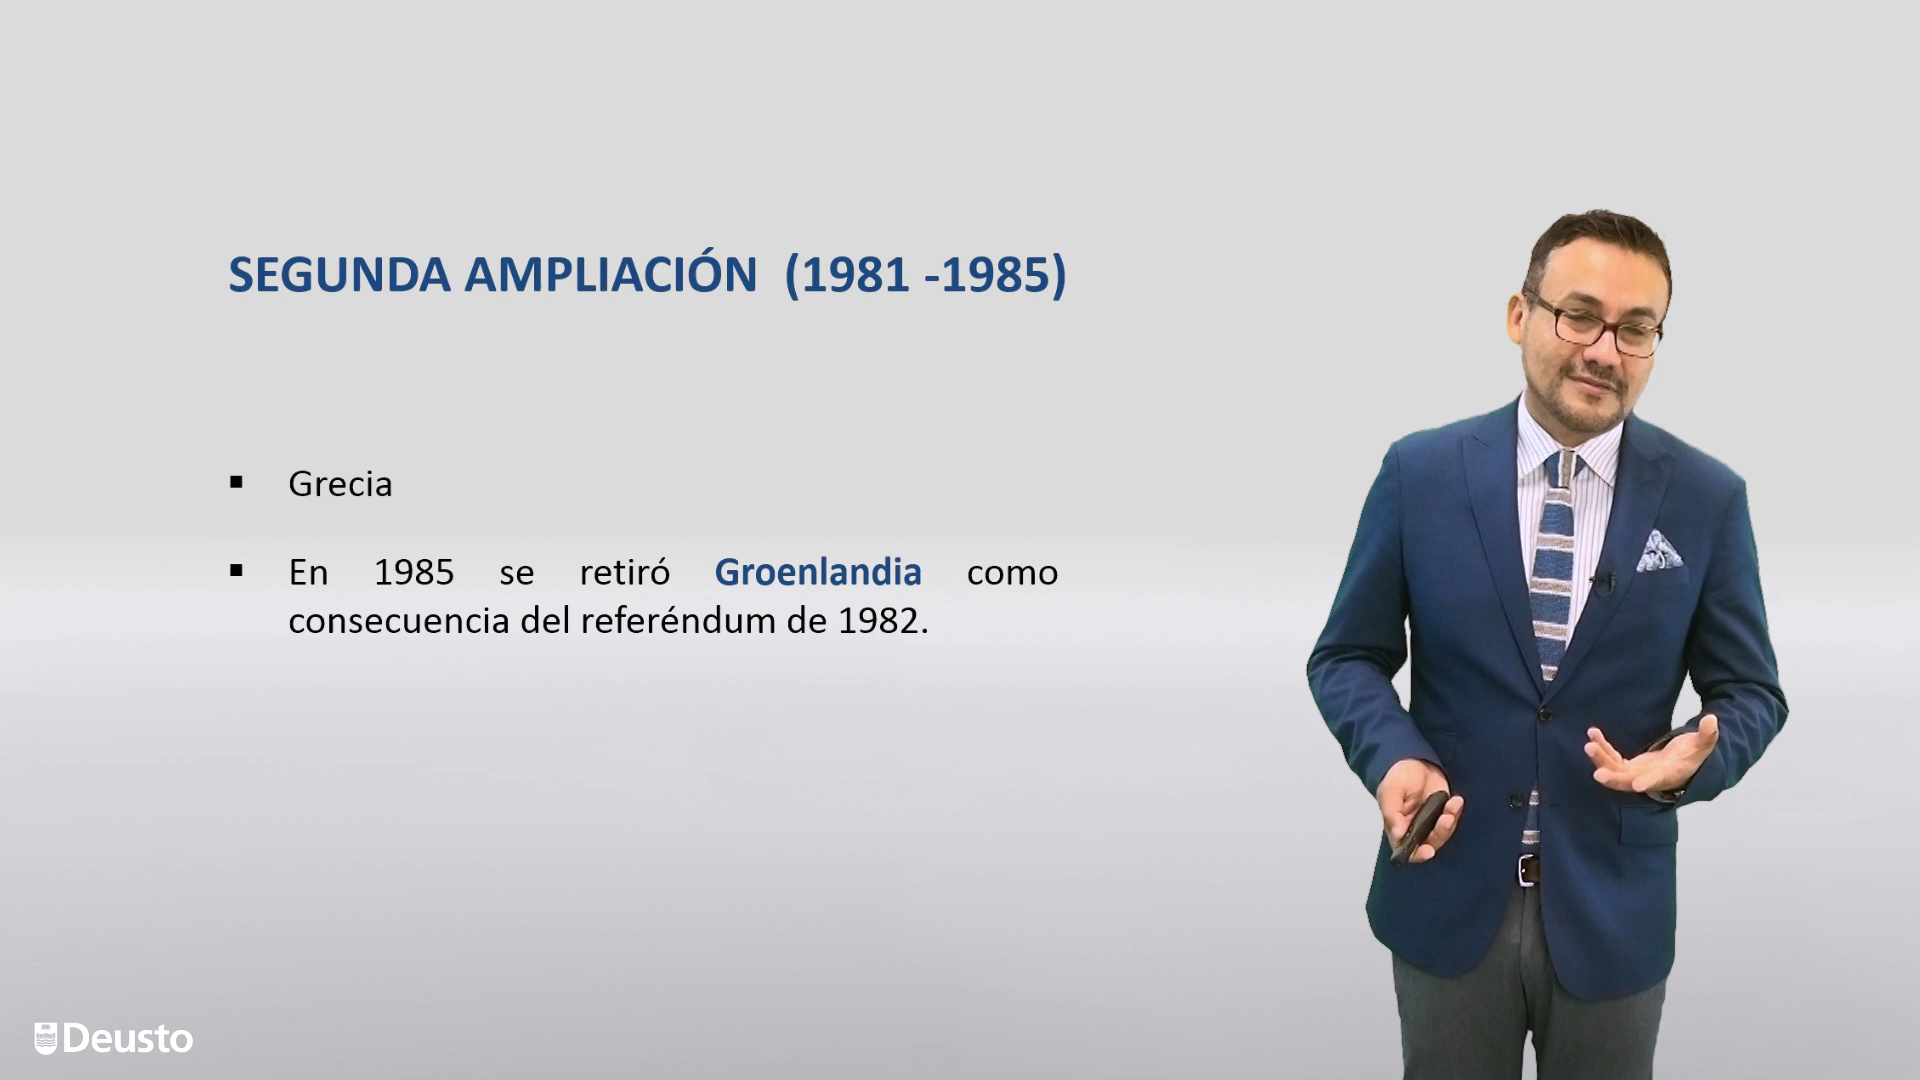 SEGUNDA AMPLIACIÓN (1981 -1985)
▪ Grecia
▪ En 1985 se retiró Groenlandia como
consecuencia del referéndum de 1982.
Deusto